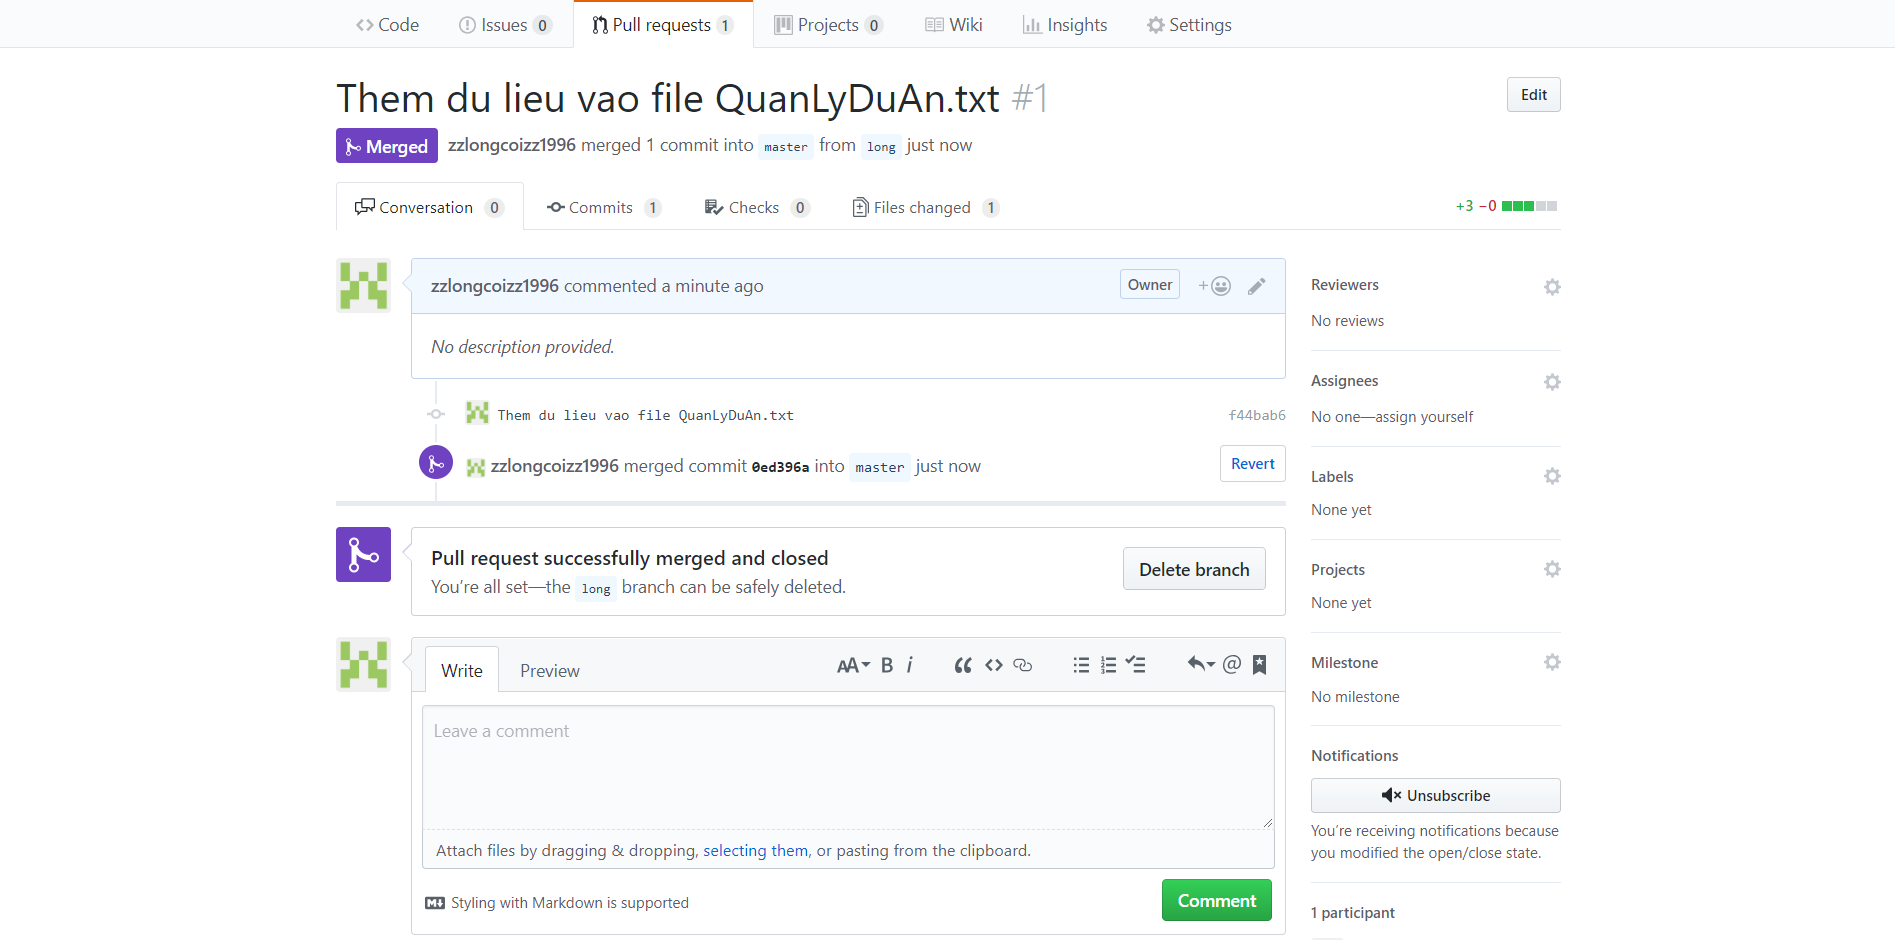 Code Issues 0 Pull requests 1 Projects 0 Wiki Insights Settings
Them du lieu vao file QuanLyDuAn.txt #1
Edit
Merged zzlongcoizz1996 merged 1 commit into master from long just now
Conversation 0 Commits 1 Checks 0 Files changed 1
+3 −0
zzlongcoizz1996 commented a minute ago
Owner
No description provided.
Them du lieu vao file QuanLyDuAn.txt
f44bab6
zzlongcoizz1996 merged commit 0ed396a into master just now
Revert
Pull request successfully merged and closed
You’re all set—the long branch can be safely deleted.
Delete branch
Write Preview
AA B i
Leave a comment
Attach files by dragging & dropping, selecting them, or pasting from the clipboard.
Styling with Markdown is supported
Comment
Reviewers
No reviews
Assignees
No one—assign yourself
Labels
None yet
Projects
None yet
Milestone
No milestone
Notifications
Unsubscribe
You’re receiving notifications because
you modified the open/close state.
1 participant